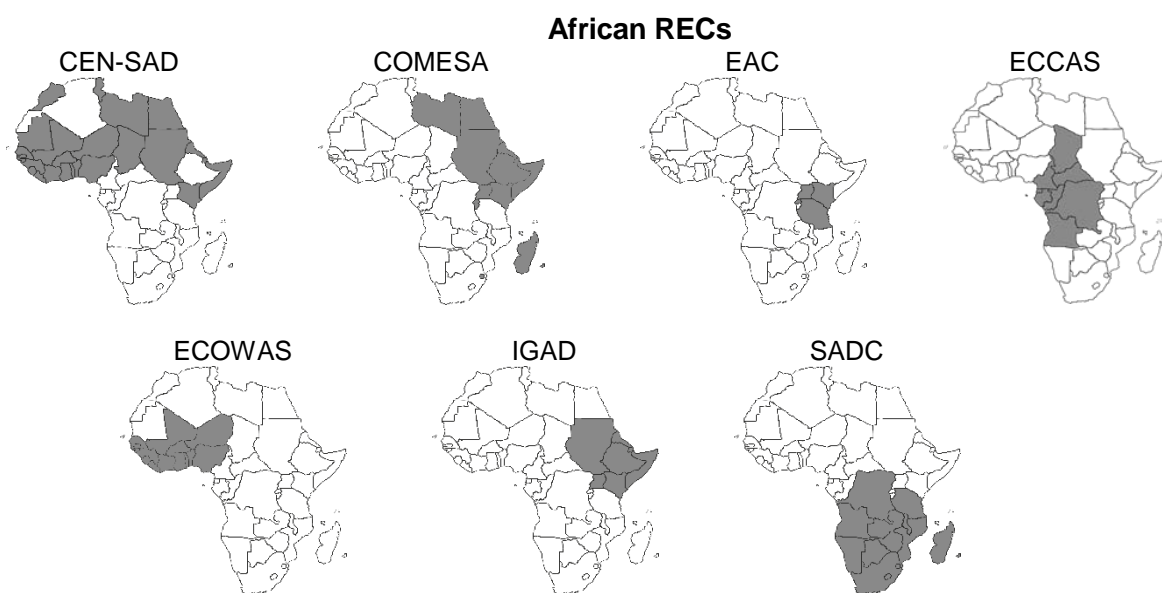 African RECs
CEN-SAD
COMESA
EAC
ECCAS
ECOWAS
IGAD
SADC